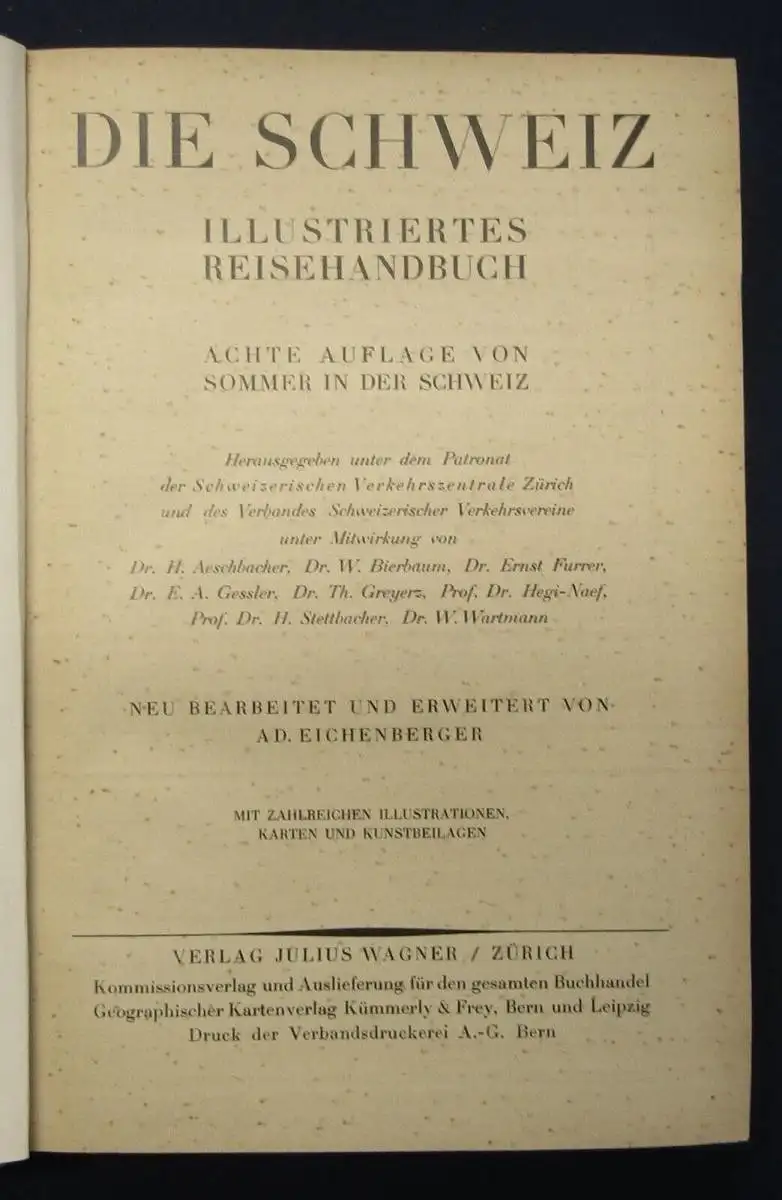 DIE SCHWEIZ
ILLUSTRIERTES
REISEHANDBUCH
ACHTE AUFLAGE VON
SOMMER IN DER SCHWEIZ
Herausgegeben unter dem Patronat
der Schweizerischen Verkehrszentrale Zürich
und des Verbandes Schweizerischer Verkehrsvereine
unter Mitwirkung von
Dr. H. Aeschbacher, Dr. W. Bierbaum, Dr. Ernst Furrer,
Dr. E. A. Gessler, Dr. Th. Greyerz, Prof. Dr. Hegi-Naef,
Prof. Dr. H. Stettbacher, Dr. W. Wartmann
NEU BEARBEITET UND ERWEITERT VON
AD. EICHENBERGER
MIT ZAHLREICHEN ILLUSTRATIONEN,
KARTEN UND KUNSTBEILAGEN
VERLAG JULIUS WAGNER / ZÜRICH
Kommissionsverlag und Auslieferung für den gesamten Buchhandel
Geographischer Kartenverlag Kümmerly & Frey, Bern und Leipzig
Druck der Verbandsdruckerei A.-G. Bern